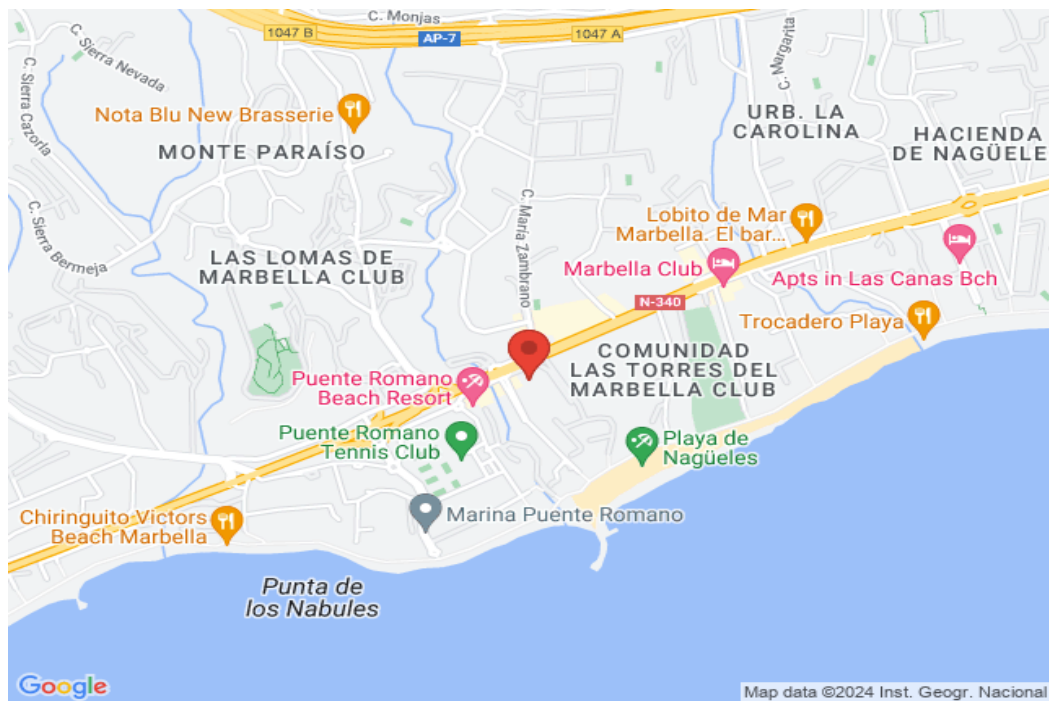 C. Monjas
1047 B
AP-7
1047 A
C. Sierra Nevada
C. Sierra Cazorla
C. Margarita
Nota Blu New Brasserie
MONTE PARAÍSO
URB. LA
CAROLINA
HACIENDA
DE NAGÜELE
C. Sierra Bermeja
C. María Zambrano
Lobito de Mar
Marbella. El bar...
LAS LOMAS DE
MARBELLA CLUB
Marbella Club
Apts in Las Canas Bch
N-340
Trocadero Playa
COMUNIDAD
LAS TORRES DEL
MARBELLA CLUB
Puente Romano
Beach Resort
Puente Romano
Tennis Club
Playa de
Nagüeles
Chiringuito Victors
Beach Marbella
Marina Puente Romano
Punta de
los Nabules
Google
Map data ©2024 Inst. Geogr. Nacional